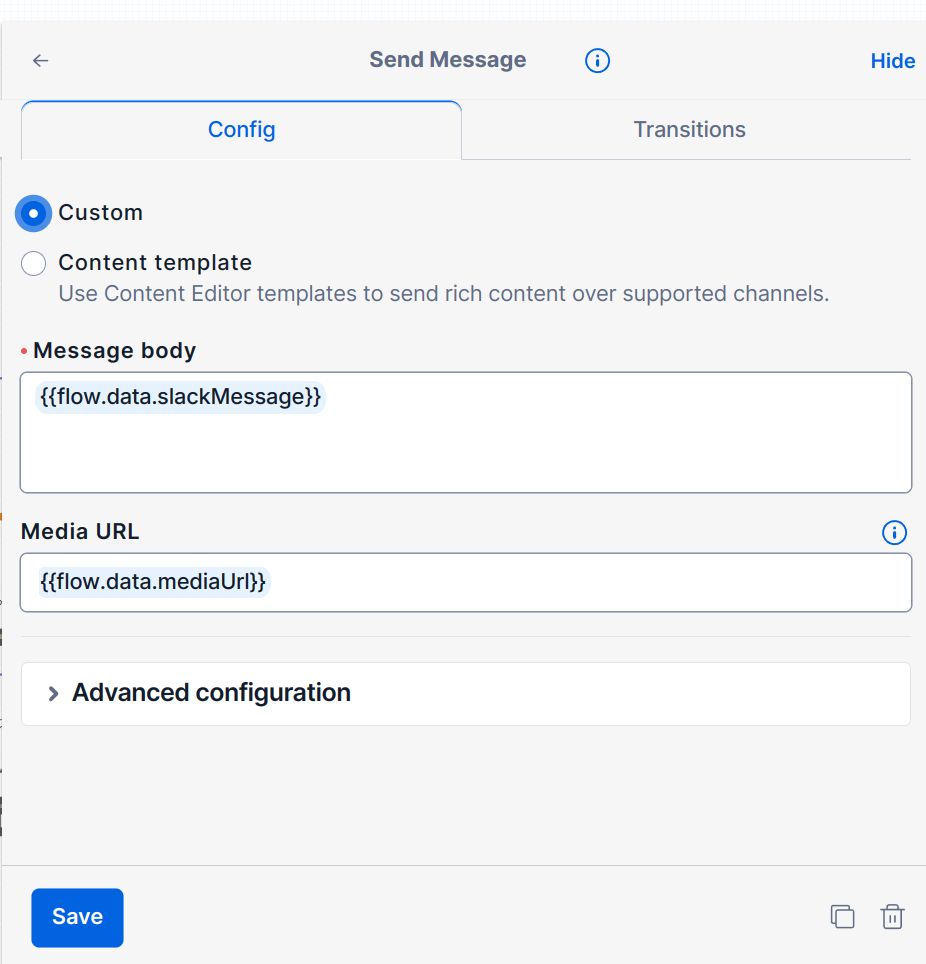 Send Message
Hide
Config
Transitions
Custom
Content template
Use Content Editor templates to send rich content over supported channels.
Message body
{{flow.data.slackMessage}}
Media URL
{{flow.data.mediaUrl}}
Advanced configuration
Save